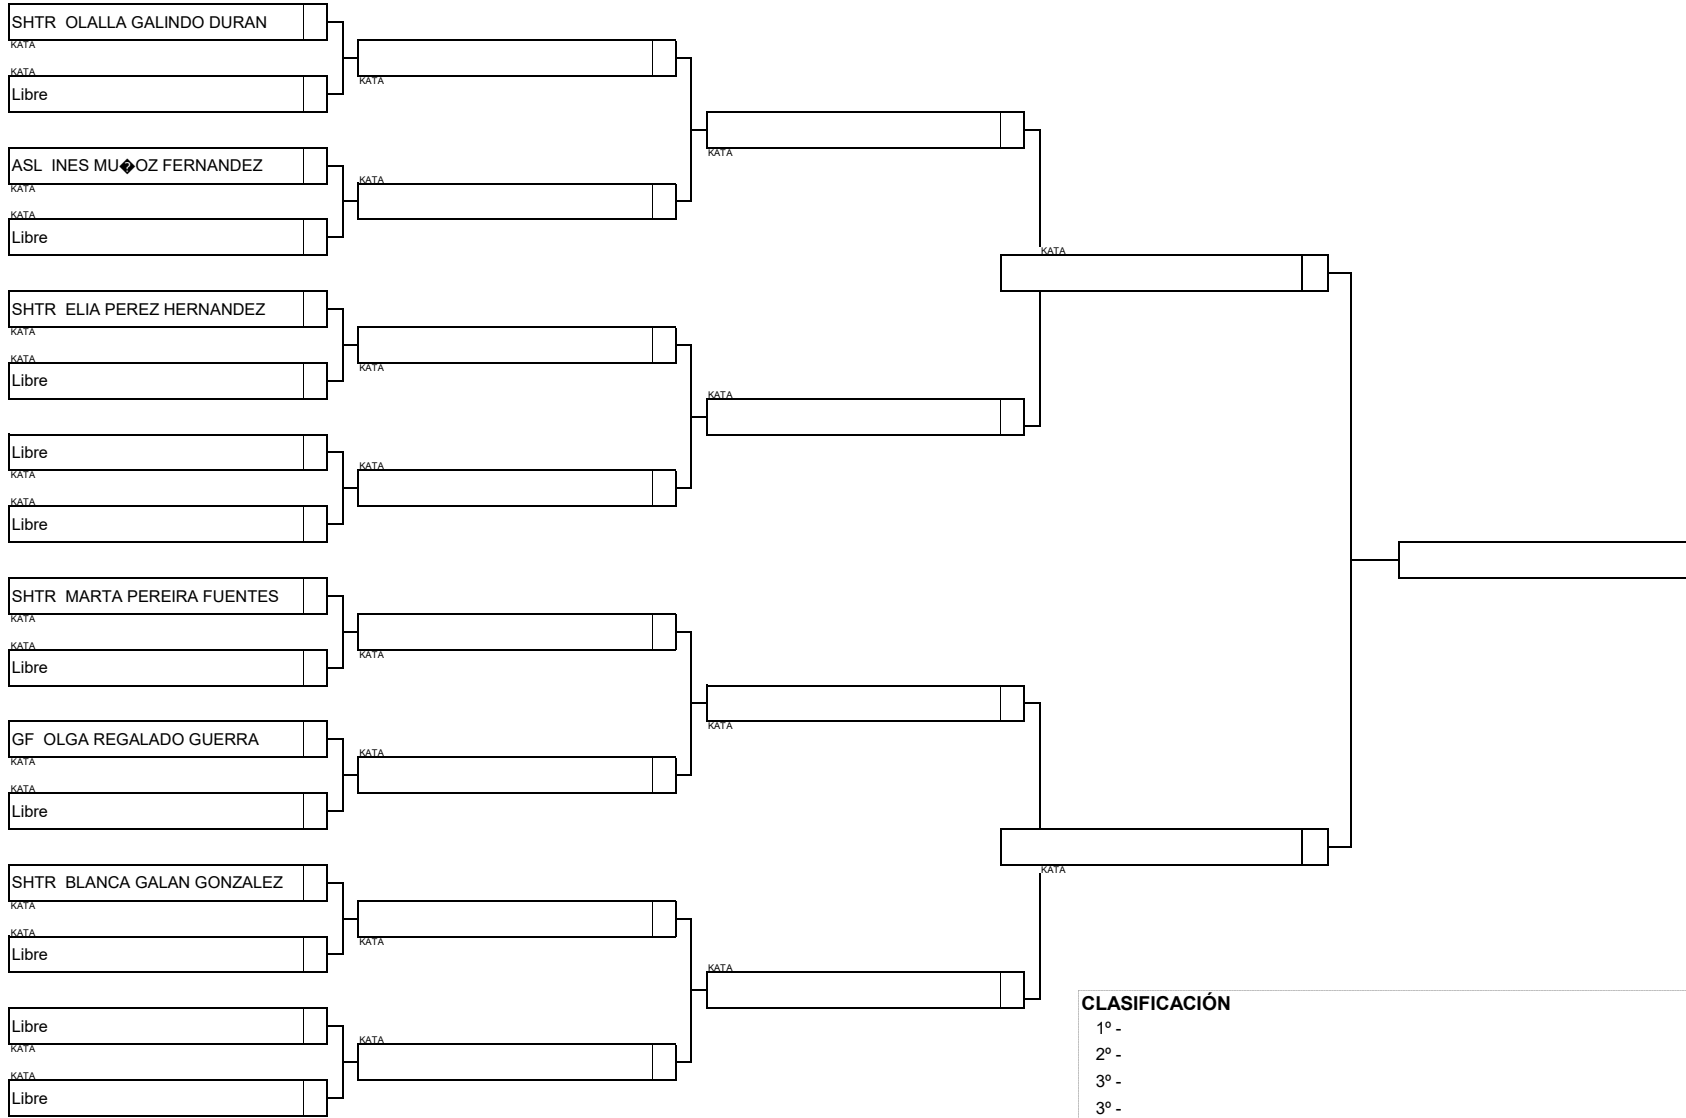 SHTR OLALLA GALINDO DURAN
KATA
KATA
Libre
ASL INES MU�OZ FERNANDEZ
KATA
KATA
Libre
SHTR ELIA PEREZ HERNANDEZ
KATA
KATA
Libre
Libre
KATA
KATA
Libre
SHTR MARTA PEREIRA FUENTES
KATA
KATA
Libre
GF OLGA REGALADO GUERRA
KATA
KATA
Libre
SHTR BLANCA GALAN GONZALEZ
KATA
KATA
Libre
Libre
KATA
KATA
Libre
KATA
KATA
KATA
KATA
KATA
KATA
KATA
KATA
KATA
KATA
KATA
KATA
KATA
KATA
CLASIFICACIÓN
1º -
2º -
3º -
3º -